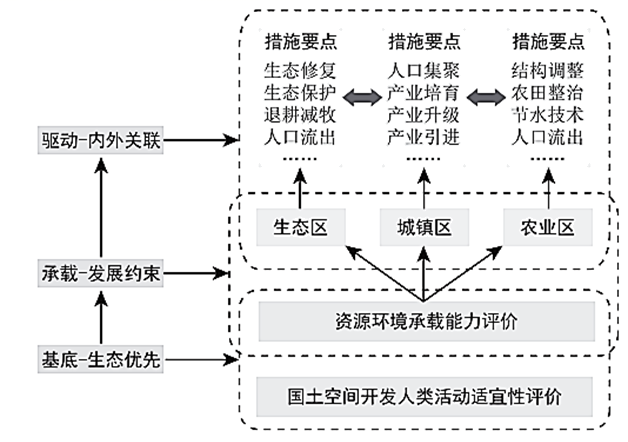 措施要点 措施要点 措施要点
生态修复 人口集聚 结构调整
生态保护 产业培育 农田整治
退耕减牧 产业升级 节水技术
人口流出 产业引进 人口流出
…… …… ……
驱动-内外关联
生态区 城镇区 农业区
承载-发展约束
资源环境承载能力评价
基底-生态优先
国土空间开发人类活动适宜性评价